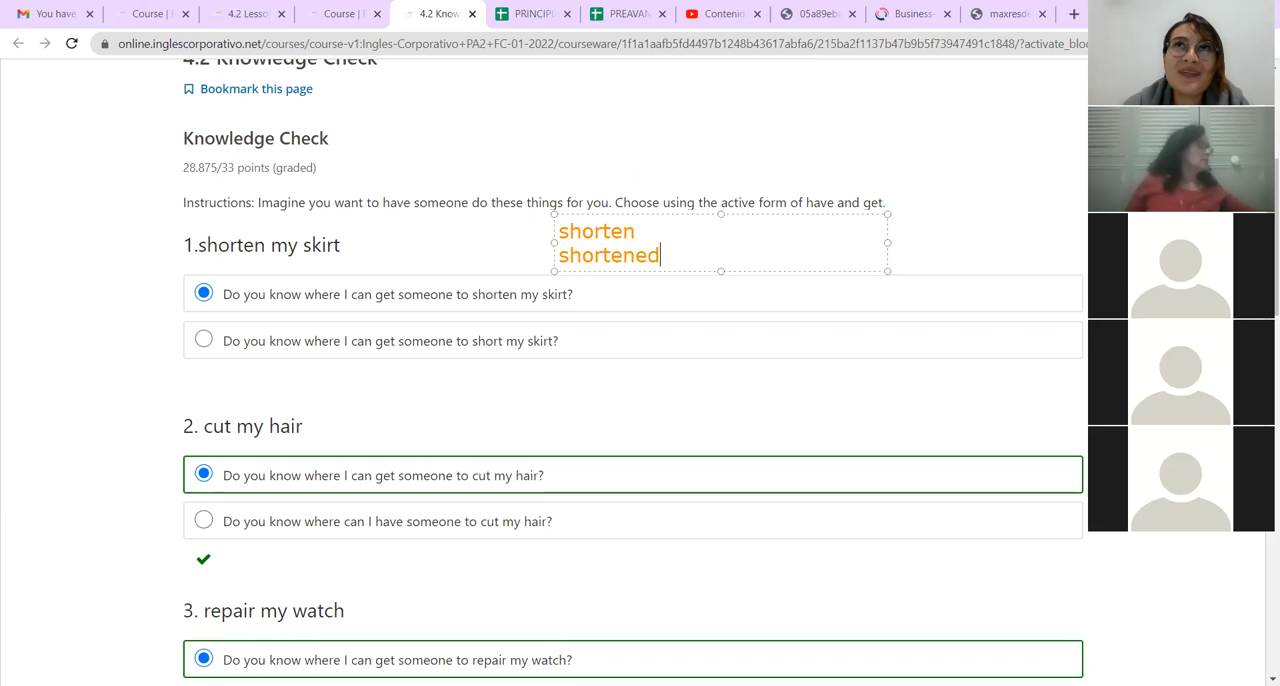 You have
Course | F
4.2 Lesso
Course | F
4.2 Know
PRINCIPI
PREAVAN
Contenid
05a89eb
Business-
maxresde
online.inglescorporativo.net/courses/course-v1:Ingles-Corporativo+PA2+FC-01-2022/courseware/1f1a1aafb5fd4497b1248b43617abfa6/215ba2f1137b47b9b5f73947491c1848/?activate_bloc
4.2 Knowledge Check
Bookmark this page
Knowledge Check
28.875/33 points (graded)
Instructions: Imagine you want to have someone do these things for you. Choose using the active form of have and get.
shorten
shortened
1.shorten my skirt
Do you know where I can get someone to shorten my skirt?
Do you know where I can get someone to short my skirt?
2. cut my hair
Do you know where I can get someone to cut my hair?
Do you know where can I have someone to cut my hair?
3. repair my watch
Do you know where I can get someone to repair my watch?